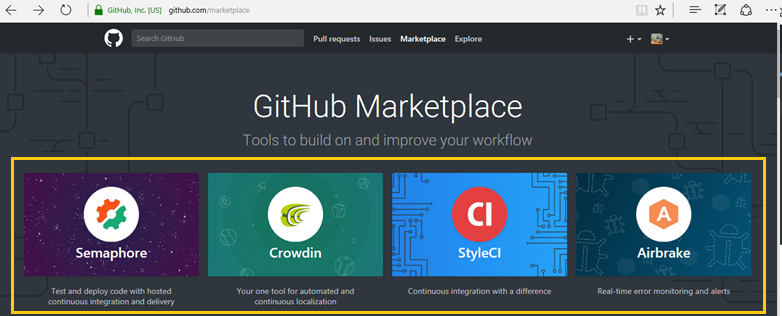 GitHub, Inc. [US] github.com/marketplace
Search GitHub Pull requests Issues Marketplace Explore
GitHub Marketplace
Tools to build on and improve your workflow
Semaphore
Crowdin
CI
StyleCI
A
Airbrake
Test and deploy code with hosted
continuous integration and delivery
Your one tool for automated and
continuous localization
Continuous integration with a difference
Real-time error monitoring and alerts